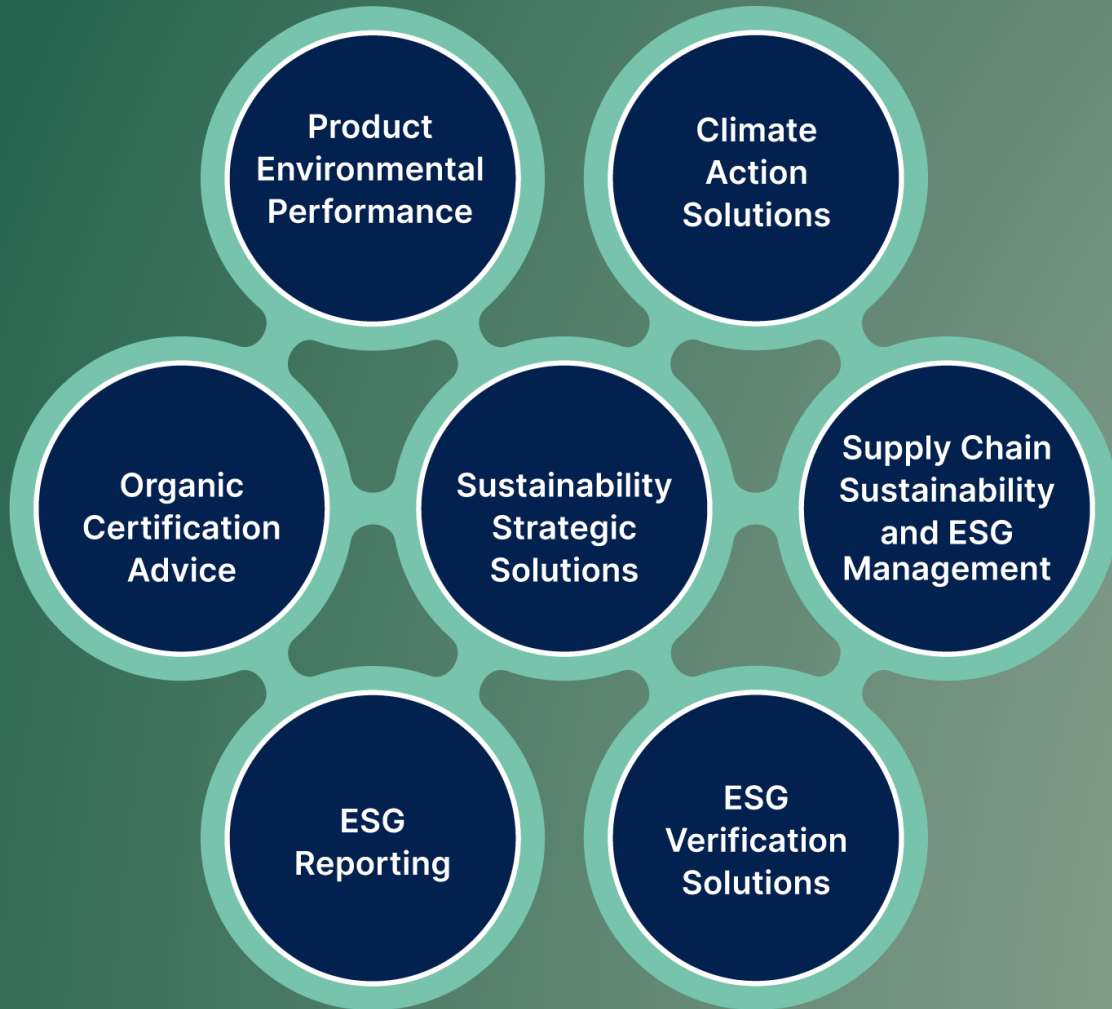 Product
Environmental
Performance
Climate
Action
Solutions
Organic
Certification
Advice
Sustainability
Strategic
Solutions
Supply Chain
Sustainability
and ESG
Management
ESG
Reporting
ESG
Verification
Solutions